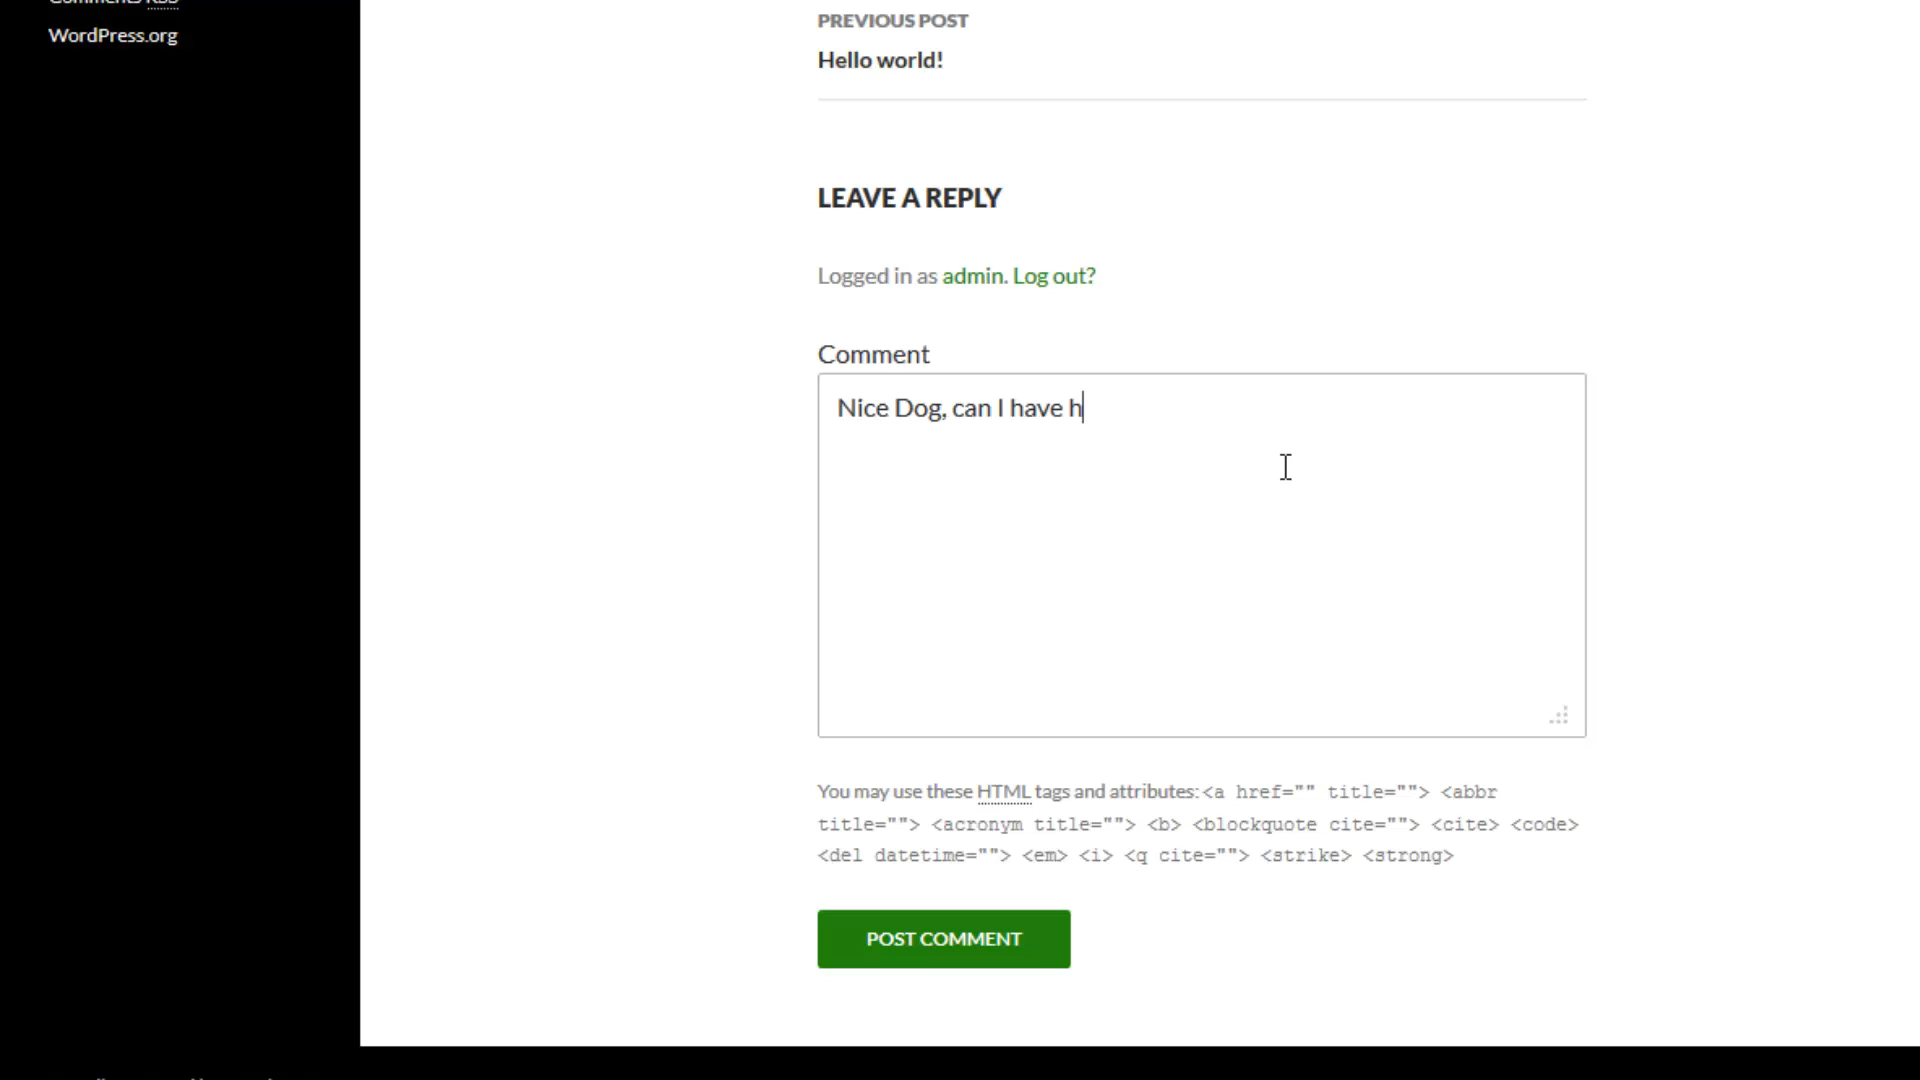 Comments RSS
WordPress.org
PREVIOUS POST
Hello world!
LEAVE A REPLY
Logged in as admin. Log out?
Comment
Nice Dog, can I have h
You may use these HTML tags and attributes: <a href="" title=""> <abbr
title=""> <acronym title=""> <b> <blockquote cite=""> <cite> <code>
<del datetime=""> <em> <i> <q cite=""> <strike> <strong>
POST COMMENT